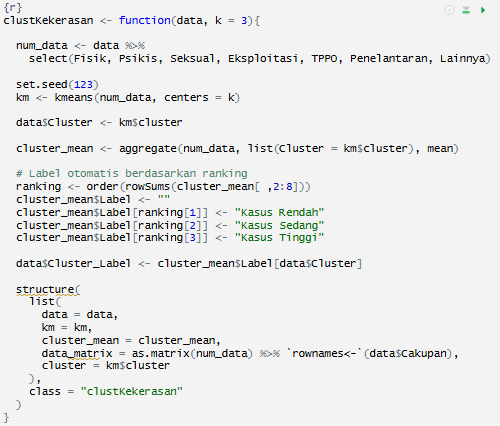 {r}
clustKekerasan <- function(data, k = 3){
  num_data <- data %>%
    select(Fisik, Psikis, Seksual, Eksploitasi, TPPO, Penelantaran, Lainnya)
  set.seed(123)
  km <- kmeans(num_data, centers = k)
  data$Cluster <- km$cluster
  cluster_mean <- aggregate(num_data, list(Cluster = km$cluster), mean)
  # Label otomatis berdasarkan ranking
  ranking <- order(rowSums(cluster_mean[ ,2:8]))
  cluster_mean$Label <- ""
  cluster_mean$Label[ranking[1]] <- "Kasus Rendah"
  cluster_mean$Label[ranking[2]] <- "Kasus Sedang"
  cluster_mean$Label[ranking[3]] <- "Kasus Tinggi"
  data$Cluster_Label <- cluster_mean$Label[data$Cluster]
  structure(
    list(
      data = data,
      km = km,
      cluster_mean = cluster_mean,
      data_matrix = as.matrix(num_data) %>% `rownames<-`(data$Cakupan),
      cluster = km$cluster
    ),
    class = "clustKekerasan"
  )
}